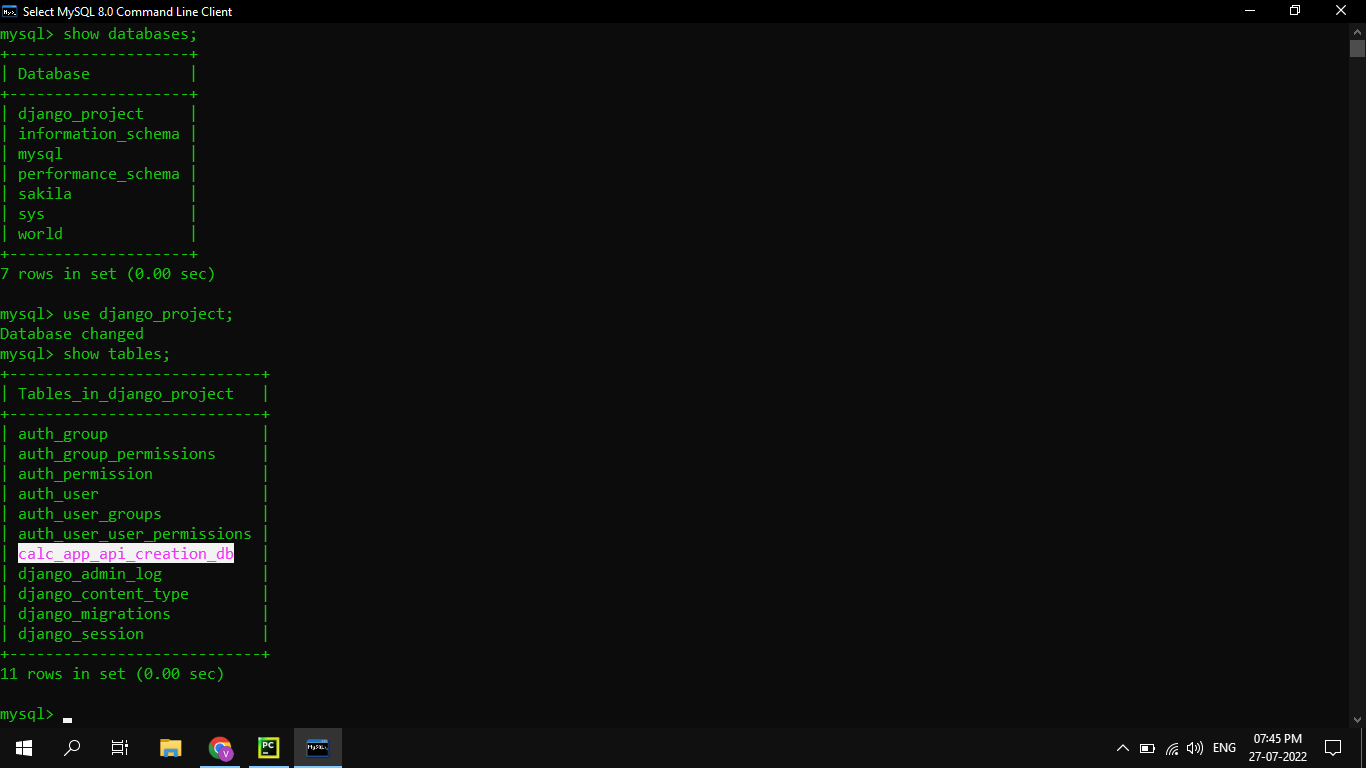 Select MySQL 8.0 Command Line Client
mysql> show databases;
+--------------------+
| Database           |
+--------------------+
| django_project     |
| information_schema |
| mysql              |
| performance_schema |
| sakila             |
| sys                |
| world              |
+--------------------+
7 rows in set (0.00 sec)
mysql> use django_project;
Database changed
mysql> show tables;
+----------------------------+
| Tables_in_django_project   |
+----------------------------+
| auth_group                 |
| auth_group_permissions     |
| auth_permission            |
| auth_user                  |
| auth_user_groups           |
| auth_user_user_permissions |
| calc_app_api_creation_db   |
| django_admin_log           |
| django_content_type        |
| django_migrations          |
| django_session             |
+----------------------------+
11 rows in set (0.00 sec)
mysql>
V
PC
MySQL
ENG
07:45 PM
27-07-2022